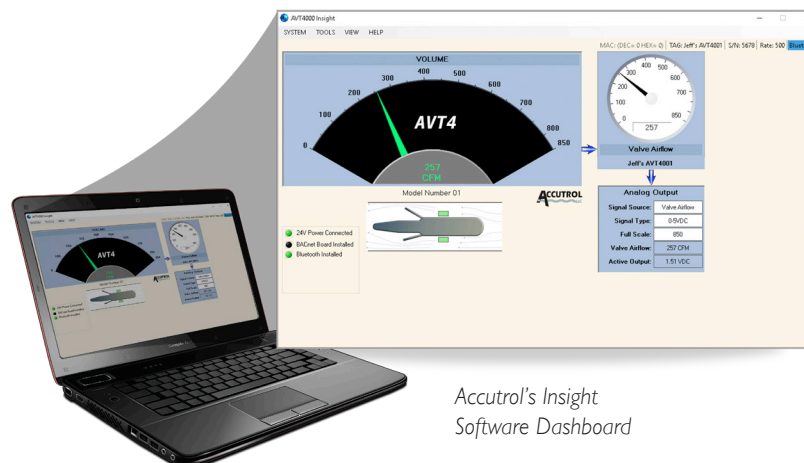 AVT4000 Insight
SYSTEM TOOLS VIEW HELP
MAC: (DEC= 0 HEX= 0) TAG: Jeff's AVT4001 S/N: 5678 Rate: 500 Bluet
VOLUME
0
100
200
300
400
500
600
700
800
850
AVT4
257
CFM
Model Number 01
ACCUTROL
24V Power Connected
BACnet Board Installed
Bluetooth Installed
0
100
200
300
400
500
600
700
850
257
Valve Airflow
Jeff's AVT4001
Analog Output
Signal Source: Valve Airflow
Signal Type: 0-5VDC
Full Scale: 850
Valve Airflow: 257 CFM
Active Output: 1.51 VDC
AVT4
Accutrol's Insight
Software Dashboard